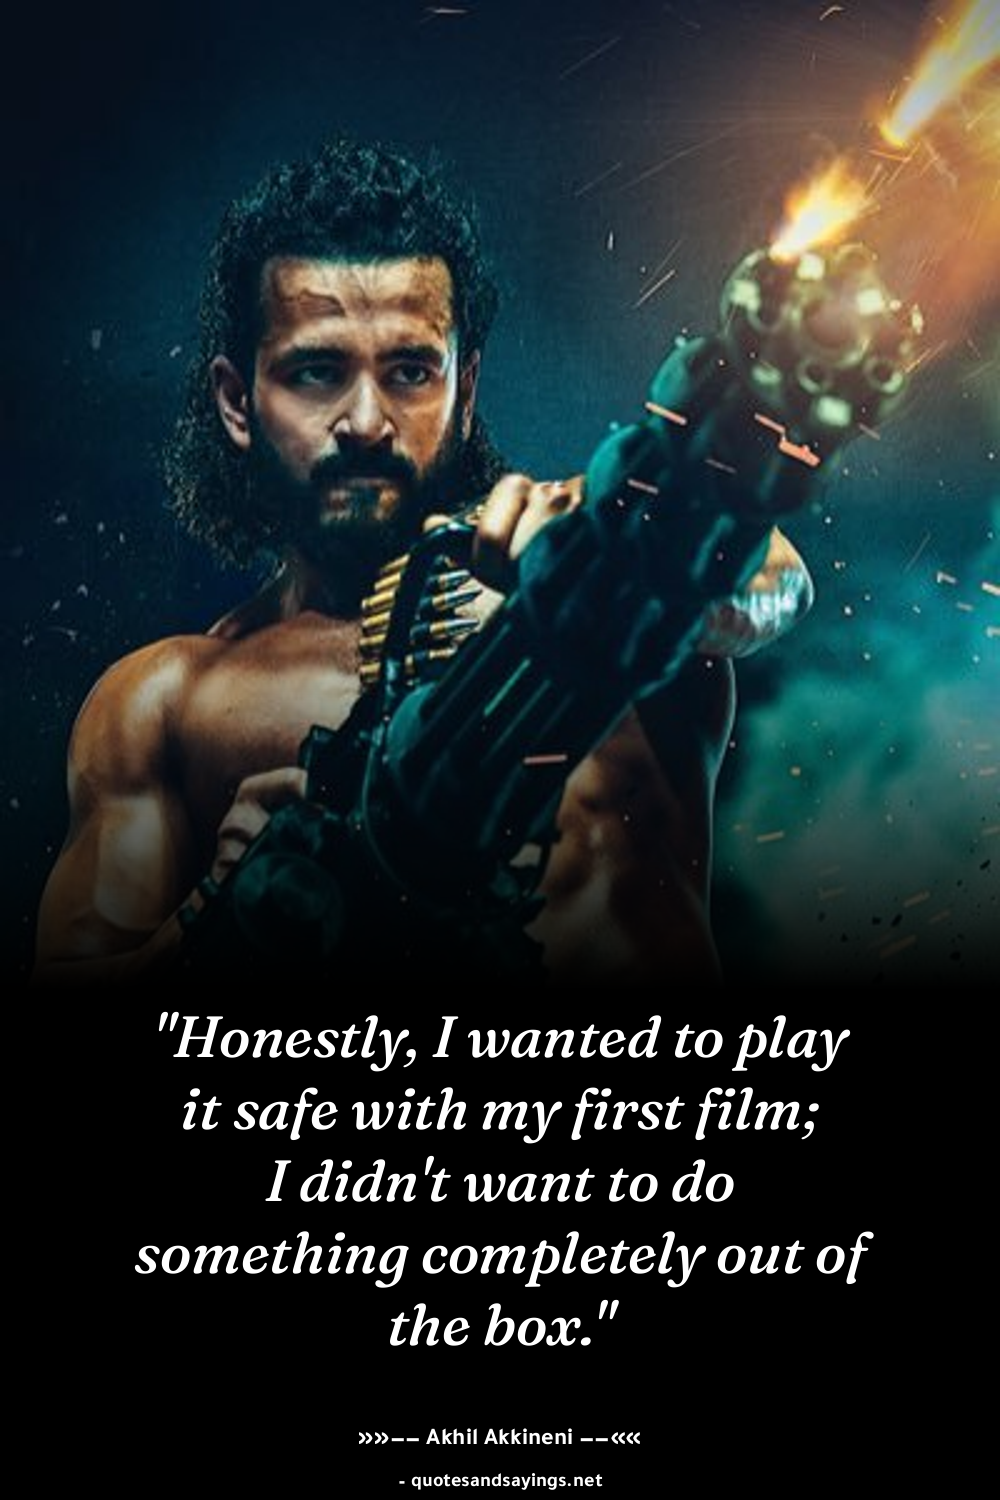 "Honestly, I wanted to play
it safe with my first film;
I didn't want to do
something completely out of
the box."
»»−− Akhil Akkineni −−««
- quotesandsayings.net